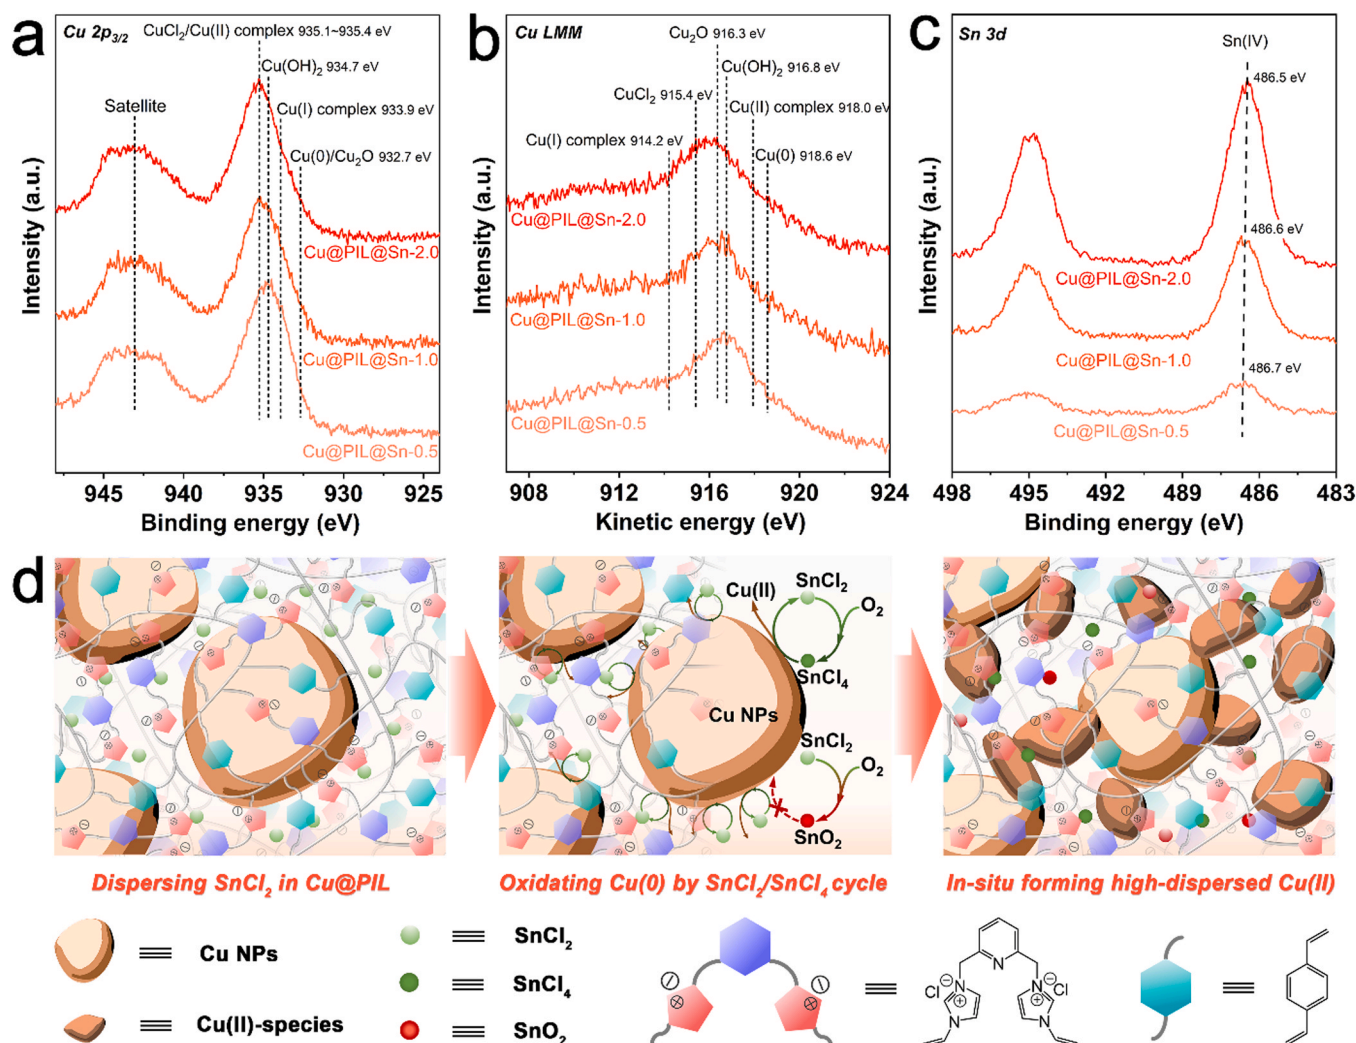 a
Cu 2p3/2
CuCl2/Cu(II) complex 935.1~935.4 eV
Cu(OH)2 934.7 eV
Cu(I) complex 933.9 eV
Cu(0)/Cu2O 932.7 eV
Satellite
Cu@PIL@Sn-2.0
Cu@PIL@Sn-1.0
Cu@PIL@Sn-0.5
Intensity (a.u.)
945 940 935 930 925
Binding energy (eV)
b
Cu LMM
Cu2O 916.3 eV
Cu(OH)2
916.8 eV
CuCl2 915.4 eV
Cu(II) complex 918.0 eV
Cu(I) complex 914.2 eV
Cu(0) 918.6 eV
Cu@PIL@Sn-2.0
Cu@PIL@Sn-1.0
Cu@PIL@Sn-0.5
Intensity (a.u.)
908 912 916 920 924
Kinetic energy (eV)
c
Sn 3d
Sn(IV)
486.5 eV
486.6 eV
486.7 eV
Cu@PIL@Sn-2.0
Cu@PIL@Sn-1.0
Cu@PIL@Sn-0.5
Intensity (a.u.)
498 495 492 489 486 483
Binding energy (eV)
d
Cu(II)
SnCl2
O2
SnCl4
Cu NPs
SnCl2
O2
SnO2
Dispersing SnCl2 in Cu@PIL
Oxidating Cu(0) by SnCl2/SnCl4 cycle
In-situ forming high-dispersed Cu(II)
Cu NPs
Cu(II)-species
SnCl2
SnCl4
SnO2
N
Cl
N
N
Cl
N
N